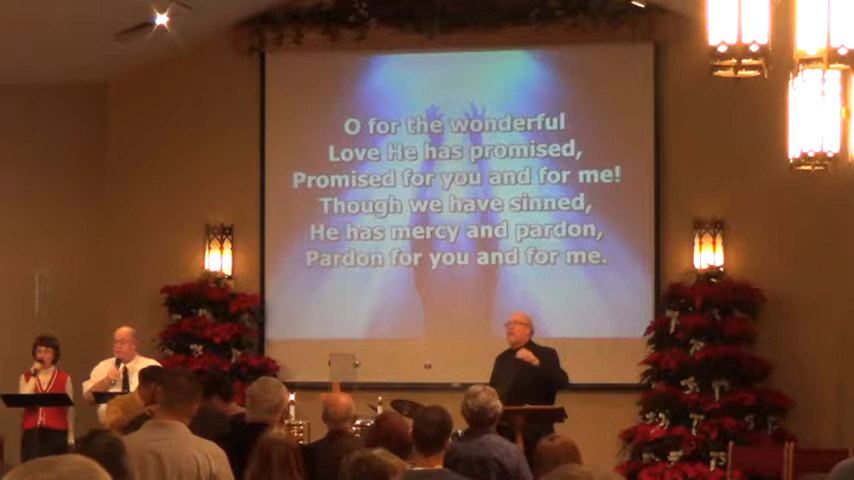 O for the wonderful
Love He has promised,
Promised for you and for me!
Though we have sinned,
He has mercy and pardon,
Pardon for you and for me.